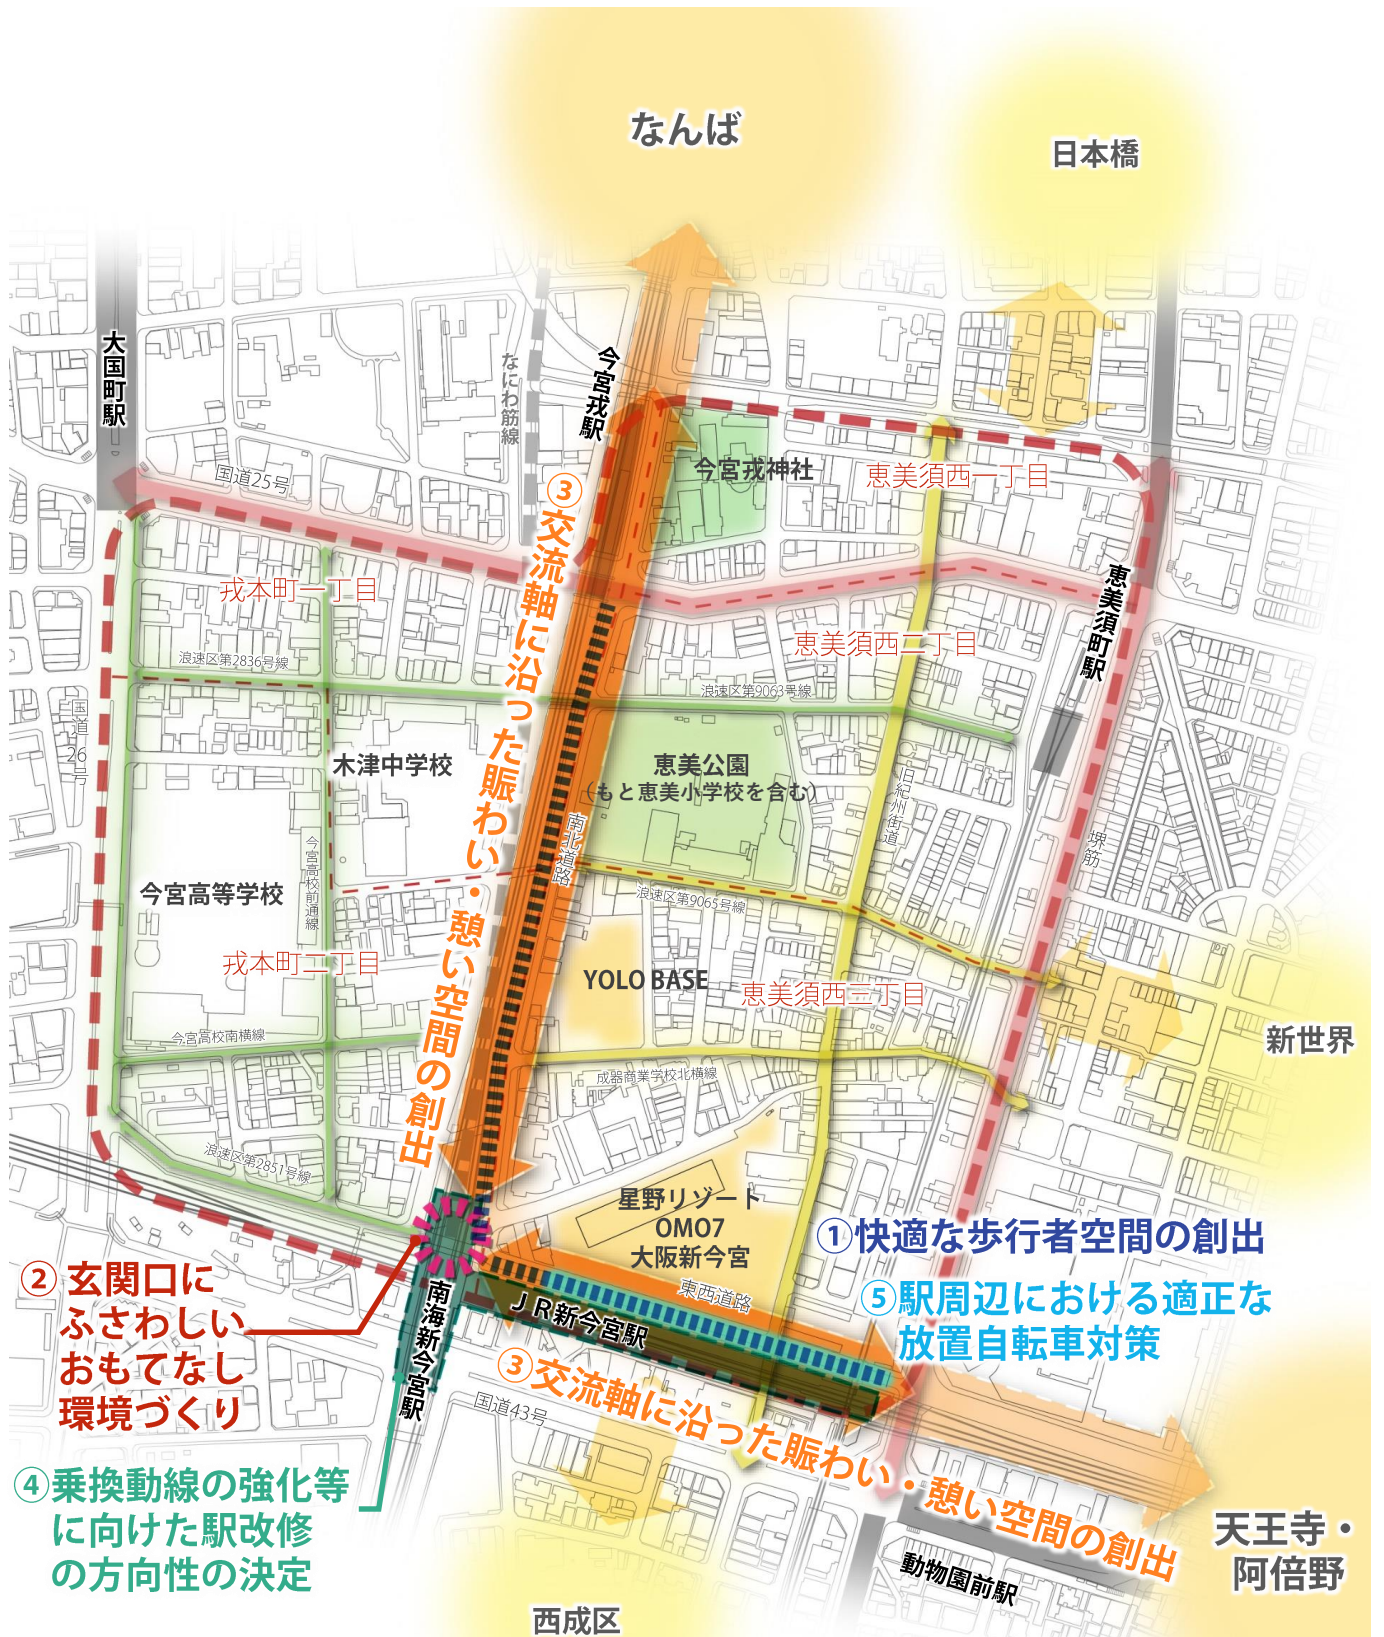 なんば
日本橋
大国町駅
なにわ筋線
今宮戎駅
国道25号
今宮戎神社
恵美須西一丁目
③交流軸に沿った賑わい・憩い空間の創出
戎本町一丁目
恵美須町駅
恵美須西二丁目
浪速区第2836号線
浪速区第9063号線
国道26号
木津中学校
恵美公園
（もと恵美小学校を含む）
南北道路
旧紀州街道
堺筋
今宮高等学校
今宮高校前通線
浪速区第9065号線
戎本町二丁目
YOLO BASE
恵美須西三丁目
新世界
今宮高校南横線
成器商業学校北横線
浪速区第2851号線
星野リゾート
OMO7
大阪新今宮
①快適な歩行者空間の創出
②玄関口に
ふさわしい
おもてなし
環境づくり
南海新今宮駅
JR新今宮駅
東西道路
⑤駅周辺における適正な
放置自転車対策
③交流軸に沿った賑わい・憩い空間の創出
国道43号
④乗換動線の強化等
に向けた駅改修
の方向性の決定
天王寺・
阿倍野
動物園前駅
西成区